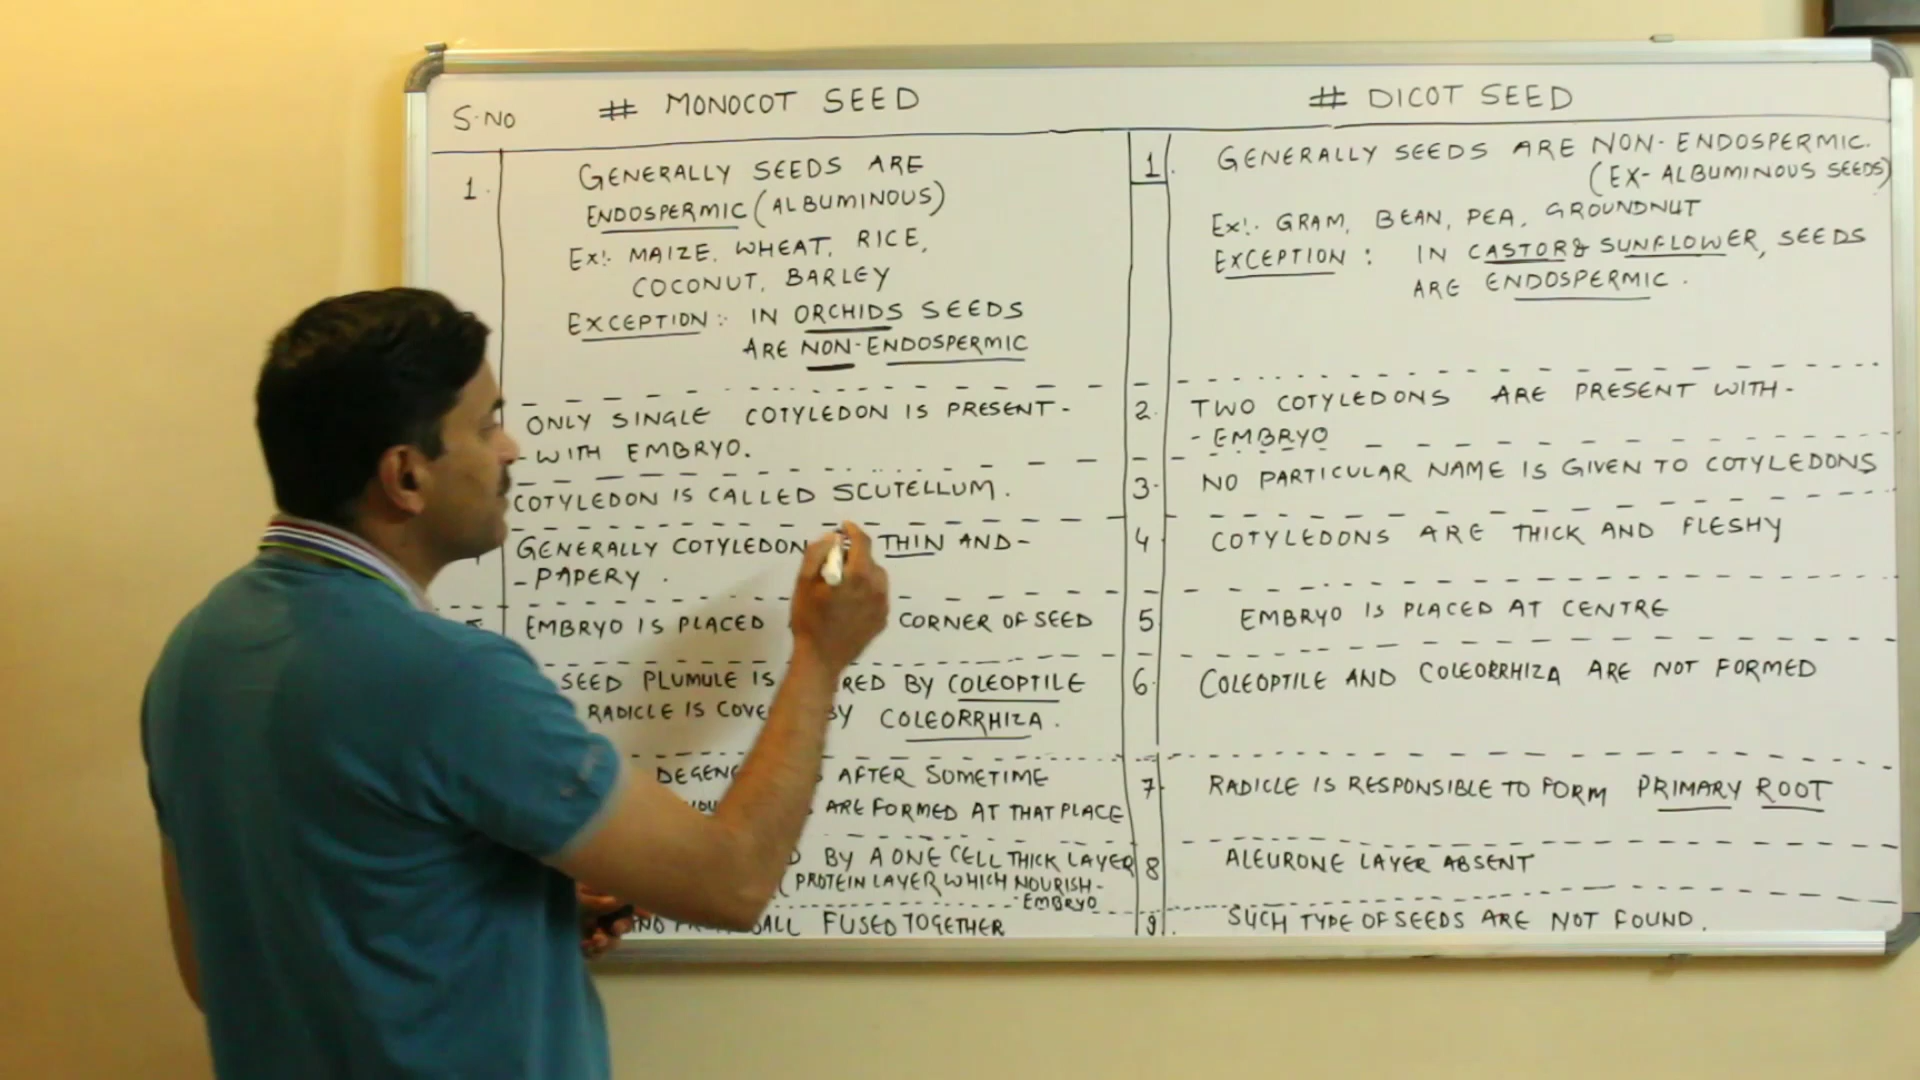 S.NO # MONOCOT SEED # DICOT SEED
1. GENERALLY SEEDS ARE
ENDOSPERMIC (ALBUMINOUS)
EX:- MAIZE, WHEAT, RICE,
COCONUT, BARLEY
EXCEPTION:- IN ORCHIDS SEEDS
ARE NON-ENDOSPERMIC
ONLY SINGLE COTYLEDON IS PRESENT -
- WITH EMBRYO.
COTYLEDON IS CALLED SCUTELLUM.
GENERALLY COTYLEDON THIN AND -
- PAPERY.
EMBRYO IS PLACED CORNER OF SEED
SEED PLUMULE IS BY COLEOPTILE
RADICLE IS BY COLEORRHIZA.
AFTER SOMETIME
ARE FORMED AT THAT PLACE
BY A ONE CELL THICK LAYER
(PROTEIN LAYER WHICH NOURISH -
- EMBRYO
FUSED TOGETHER
1. GENERALLY SEEDS ARE NON-ENDOSPERMIC.
(EX-ALBUMINOUS SEEDS)
EX:- GRAM, BEAN, PEA, GROUNDNUT
EXCEPTION : IN CASTOR & SUNFLOWER, SEEDS
ARE ENDOSPERMIC.
2. TWO COTYLEDONS ARE PRESENT WITH -
- EMBRYO
3. NO PARTICULAR NAME IS GIVEN TO COTYLEDONS
4 COTYLEDONS ARE THICK AND FLESHY
5 EMBRYO IS PLACED AT CENTRE
6. COLEOPTILE AND COLEORRHIZA ARE NOT FORMED
7. RADICLE IS RESPONSIBLE TO FORM PRIMARY ROOT
8 ALEURONE LAYER ABSENT
9. SUCH TYPE OF SEEDS ARE NOT FOUND.